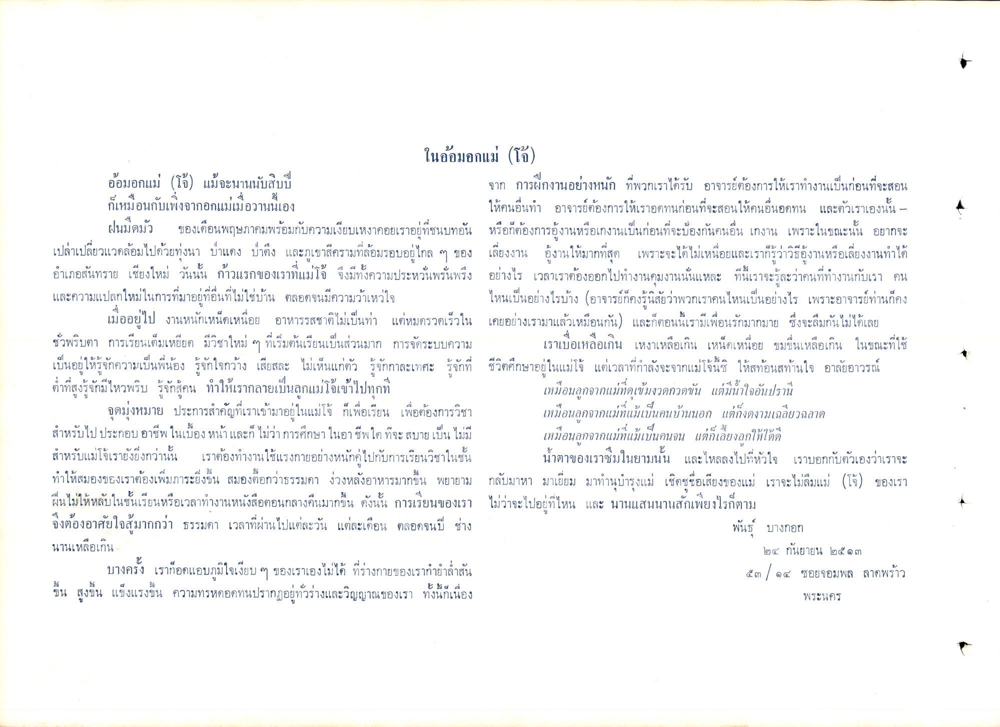 ในอ้อมอกแม่ (โจ้)
อ้อมอกแม่ (โจ้) แม้จะนานนับสิบปี
ก็เหมือนกับเพิ่งจากอกแม่เมื่อวานนี้เอง
ฝนมืดมัว ของเดือนพฤษภาคมพร้อมกับความเงียบเหงาคอยเราอยู่ที่ชนบทอัน
เปล่าเปลี่ยวแวดล้อมไปด้วยทุ่งนา ป่าแดง ป่าตึง และภูเขาสีครามที่ล้อมรอบอยู่ไกล ๆ ของ
อำเภอสันทราย เชียงใหม่ วันนั้น ก้าวแรกของเราที่แม่โจ้ จึงมีทั้งความประหวั่นพรั่นพรึง
และความแปลกใหม่ในการที่มาอยู่ที่อื่นที่ไม่ใช่บ้าน ตลอดจนมีความว้าเหว่ใจ
เมื่ออยู่ไป งานหนักเหน็ดเหนื่อย อาหารรสชาติไม่เป็นท่า แต่หมดรวดเร็วใน
ชั่วพริบตา การเรียนเต็มเหยียด มีวิชาใหม่ ๆ ที่เริ่มต้นเรียนเป็นส่วนมาก การจัดระบบความ
เป็นอยู่ให้รู้จักความเป็นพี่น้อง รู้จักใจกว้าง เสียสละ ไม่เห็นแก่ตัว รู้จักกาละเทศะ รู้จักที่
ต่ำที่สูงรู้จักมีไหวพริบ รู้จักสู้คน ทำให้เรากลายเป็นลูกแม่โจ้เข้าไปทุกที
จุดมุ่งหมาย ประการสำคัญที่เราเข้ามาอยู่ในแม่โจ้ ก็เพื่อเรียน เพื่อต้องการวิชา
สำหรับไป ประกอบ อาชีพ ในเบื้อง หน้า และก็ ไม่ว่า การศึกษา ในอา ชีพใด ทีจะ สบาย เป็น ไม่มี
สำหรับแม่โจ้เรายังยิ่งกว่านั้น เราต้องทำงานใช้แรงกายอย่างหนักคู่ไปกับการเรียนวิชาในชั้น
ทำให้สมองของเราต้องเพิ่มภาระยิ่งขึ้น สมองตื้อกว่าธรรมดา ง่วงหลังอาหารมากขึ้น พยายาม
ฝืนไม่ให้หลับในชั้นเรียนหรือเวลาทำงานหนังสือตอนกลางคืนมากขึ้น ดังนั้น การเรียนของเรา
จึงต้องอาศัยใจสู้มากกว่า ธรรมดา เวลาที่ผ่านไปแต่ละวัน แต่ละเดือน ตลอดจนปี ช่าง
นานเหลือเกิน
บางครั้ง เราก็อดแอบภูมิใจเงียบ ๆ ของเราเองไม่ได้ ที่ร่างกายของเรากำยำล่ำสัน
ขึ้น สูงขึ้น แข็งแรงขึ้น ความทรหดอดทนปรากฏอยู่ทั่วร่างและวิญญาณของเรา ทั้งนี้ก็เนื่อง
จาก การฝึกงานอย่างหนัก ที่พวกเราได้รับ อาจารย์ต้องการให้เราทำงานเป็นก่อนที่จะสอน
ให้คนอื่นทำ อาจารย์ต้องการให้เราอดทนก่อนที่จะสอนให้คนอื่นอดทน และตัวเราเองนั้น –
หรือก็ต้องการอู้งานหรือเกงานเป็นก่อนที่จะป้องกันคนอื่น เกงาน เพราะในขณะนั้น อยากจะ
เลี่ยงงาน อู้งานให้มากที่สุด เพราะจะได้ไม่เหนื่อยและเราก็รู้ว่าวิธีอู้งานหรือเลี่ยงงานทำได้
อย่างไร เวลาเราต้องออกไปทำงานคุมงานนั่นแหละ ทีนี้เราจะรู้ละว่าคนที่ทำงานกับเรา คน
ไหนเป็นอย่างไรบ้าง (อาจารย์ก็คงรู้นิสัยว่าพวกเราคนไหนเป็นอย่างไร เพราะอาจารย์ท่านก็คง
เคยอย่างเรามาแล้วเหมือนกัน) และก็ตอนนี้เรามีเพื่อนรักมากมาย ซึ่งจะลืมกันไม่ได้เลย
เราเบื่อเหลือเกิน เหงาเหลือเกิน เหน็ดเหนื่อย ขมขื่นเหลือเกิน ในขณะที่ใช้
ชีวิตศึกษาอยู่ในแม่โจ้ แต่เวลาที่กำลังจะจากแม่โจ้นี้ซิ ให้สท้อนสท้านใจ อาลัยอาวรณ์
เหมือนลูกจากแม่ที่ดุเข้มงวดกวดขัน แต่มีน้ำใจอันปรานี
เหมือนลูกจากแม่ที่แม้เป็นคนบ้านนอก แต่ก็งดงามเฉลียวฉลาด
เหมือนลูกจากแม่ที่แม้เป็นคนจน แต่ก็เลี้ยงลูกให้ได้ดี
น้ำตาของเราซึมในยามนั้น และไหลลงไปที่หัวใจ เราบอกกับตัวเองว่าเราจะ
กลับมาหา มาเยี่ยม มาทำนุบำรุงแม่ เชิดชูชื่อเสียงของแม่ เราจะไม่ลืมแม่ (โจ้) ของเรา
ไม่ว่าจะไปอยู่ที่ไหน และ นานแสนนานสักเพียงไรก็ตาม
พันธุ์ บางกอก
๒๔ กันยายน ๒๕๑๓
๕๓ / ๑๔ ซอยจอมพล ลาดพร้าว
พระนคร